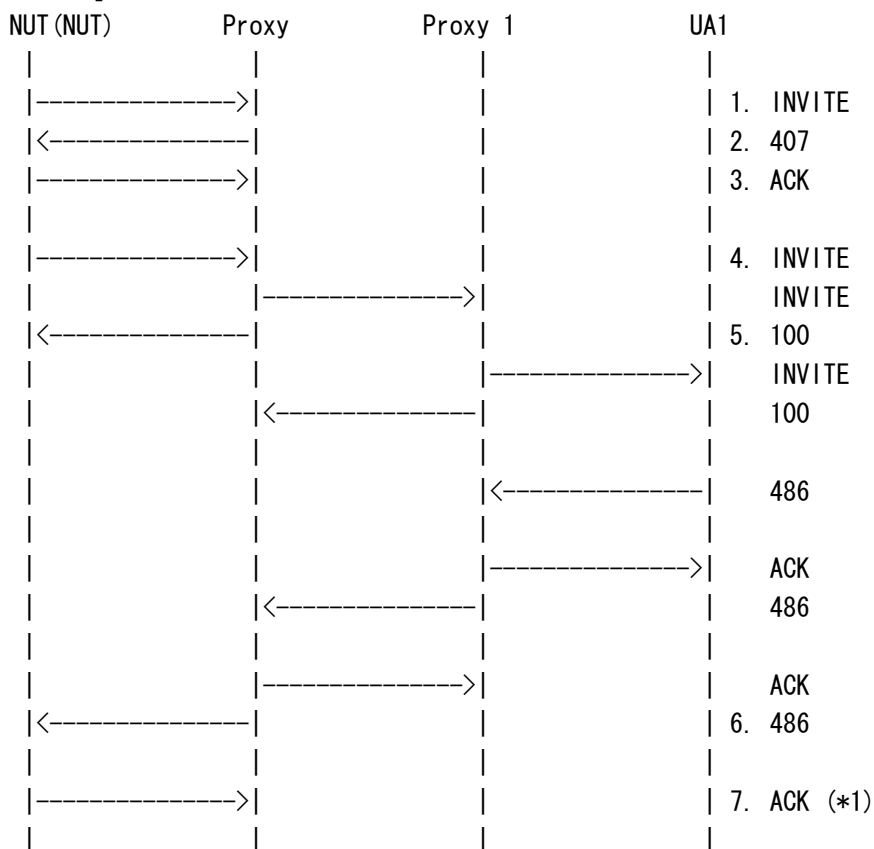 NUT(NUT) Proxy Proxy 1 UA1
| | | |
|--------------->| | | 1. INVITE
|<---------------| | | 2. 407
|--------------->| | | 3. ACK
| | | |
|--------------->| | | 4. INVITE
| |--------------->| | INVITE
|<---------------| | | 5. 100
| | |--------------->| INVITE
| |<---------------| | 100
| | | |
| | |<---------------| 486
| | | |
| | |--------------->| ACK
| |<---------------| | 486
| | | |
| |--------------->| | ACK
|<---------------| | | 6. 486
| | | |
|--------------->| | | 7. ACK (*1)
| | | |